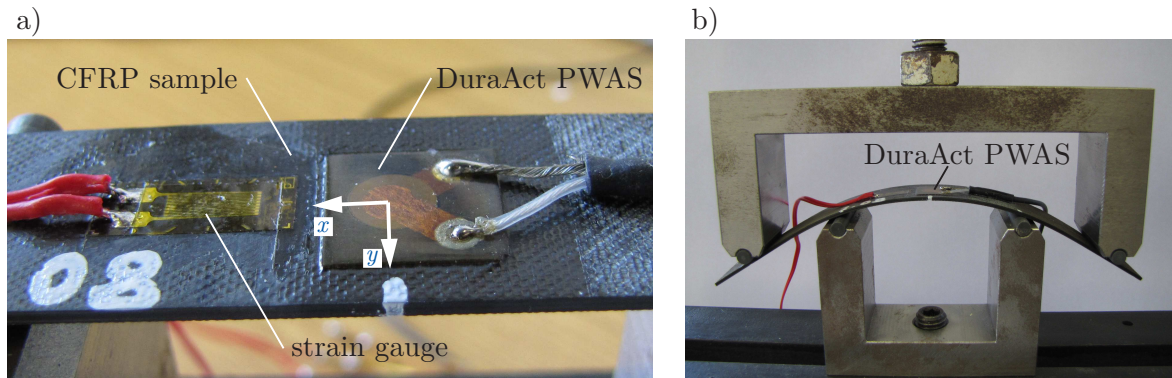 a)
CFRP sample
DuraAct PWAS
x
y
08
strain gauge
b)
DuraAct PWAS